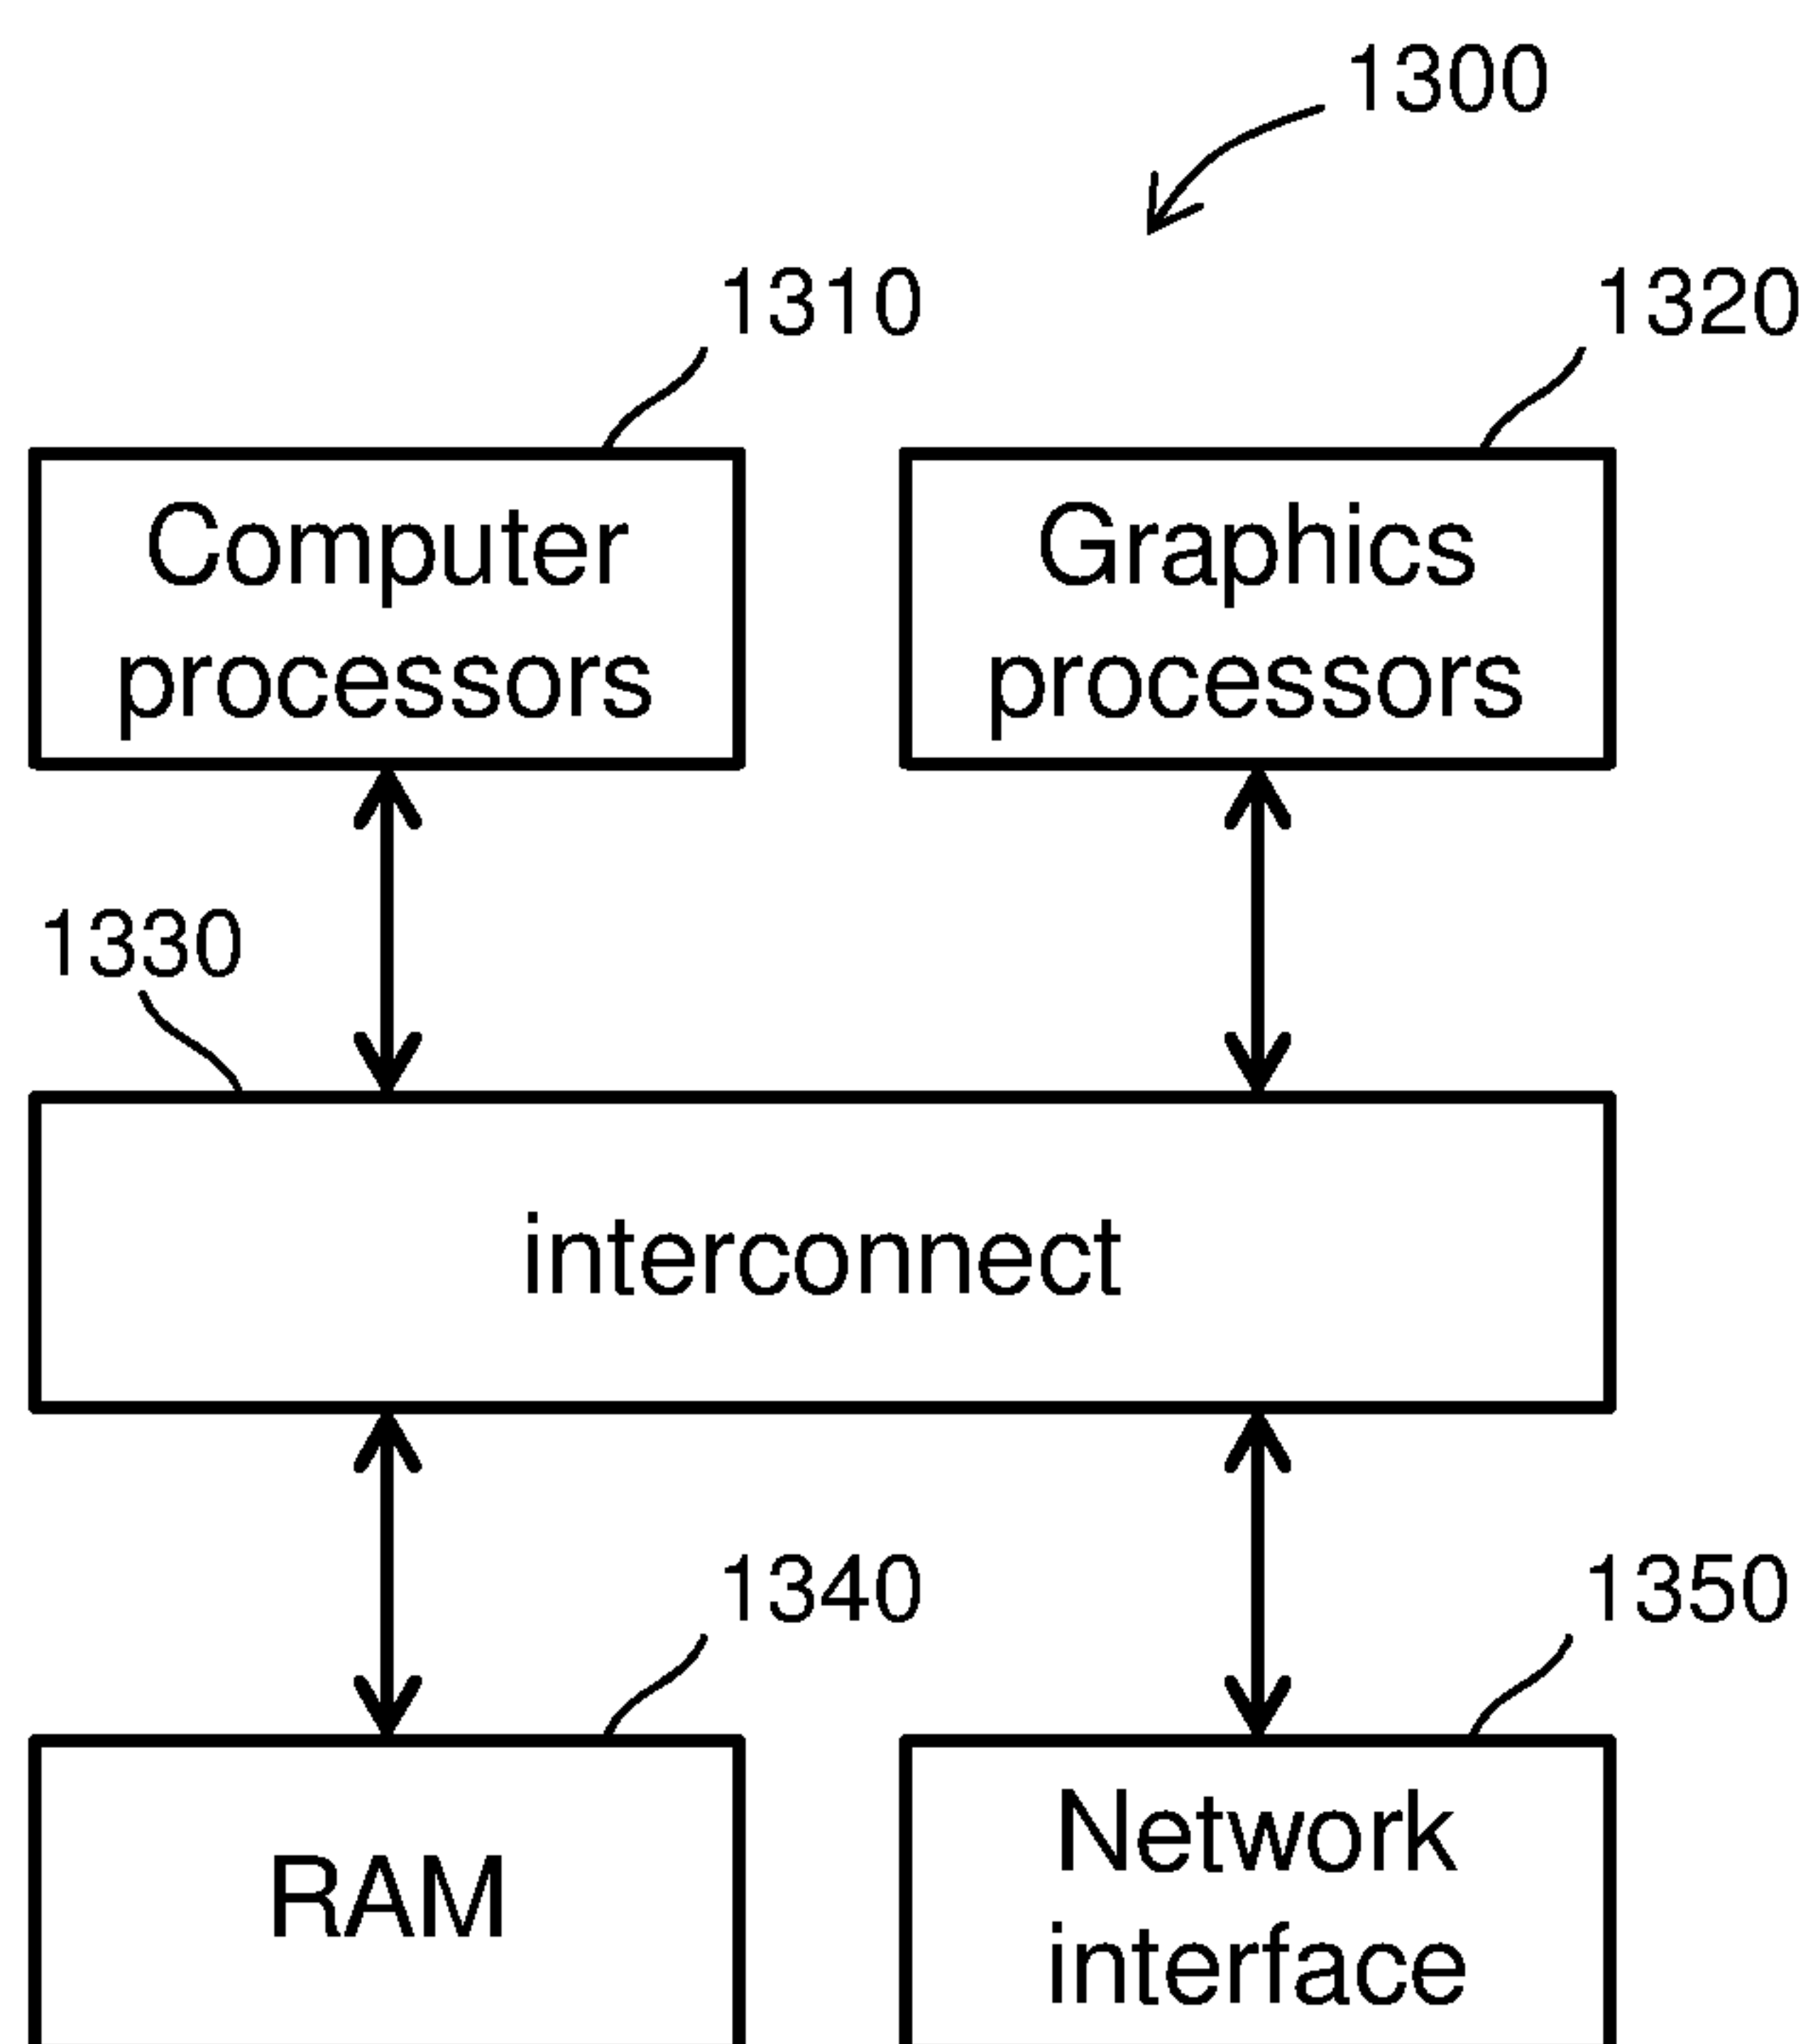 1300
1310
1320
Computer
processors
Graphics
processors
1330
interconnect
1340
1350
RAM
Network
interface